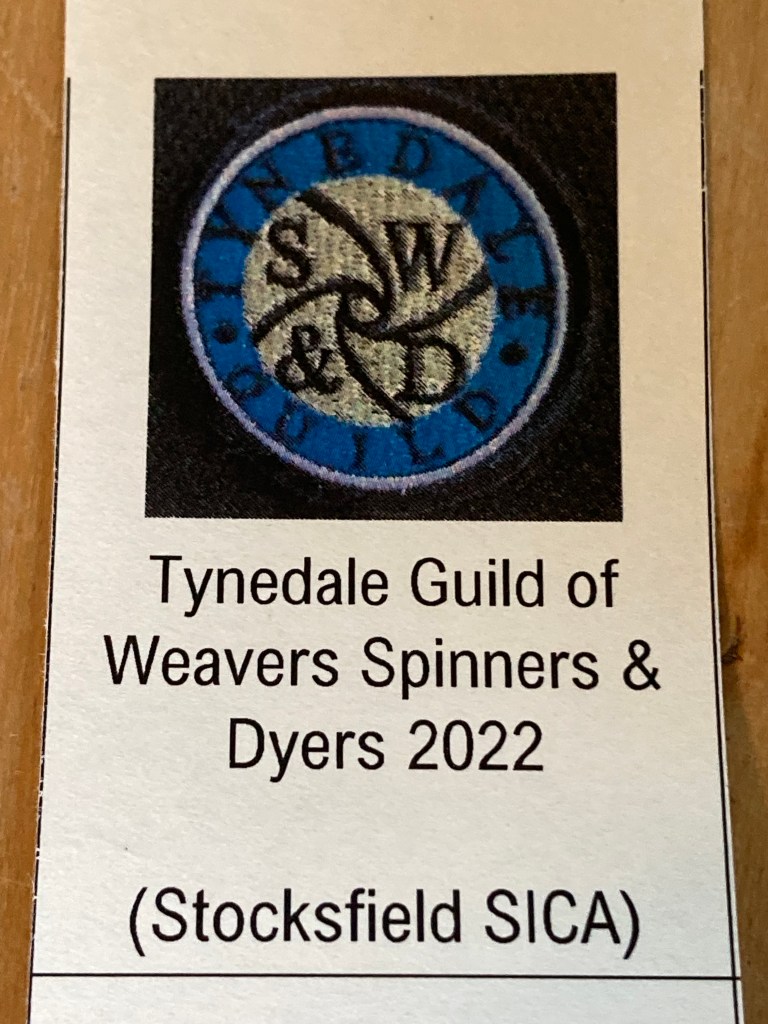 TYNEDALE
S W
& D
GUILD
Tynedale Guild of
Weavers Spinners &
Dyers 2022
(Stocksfield SICA)